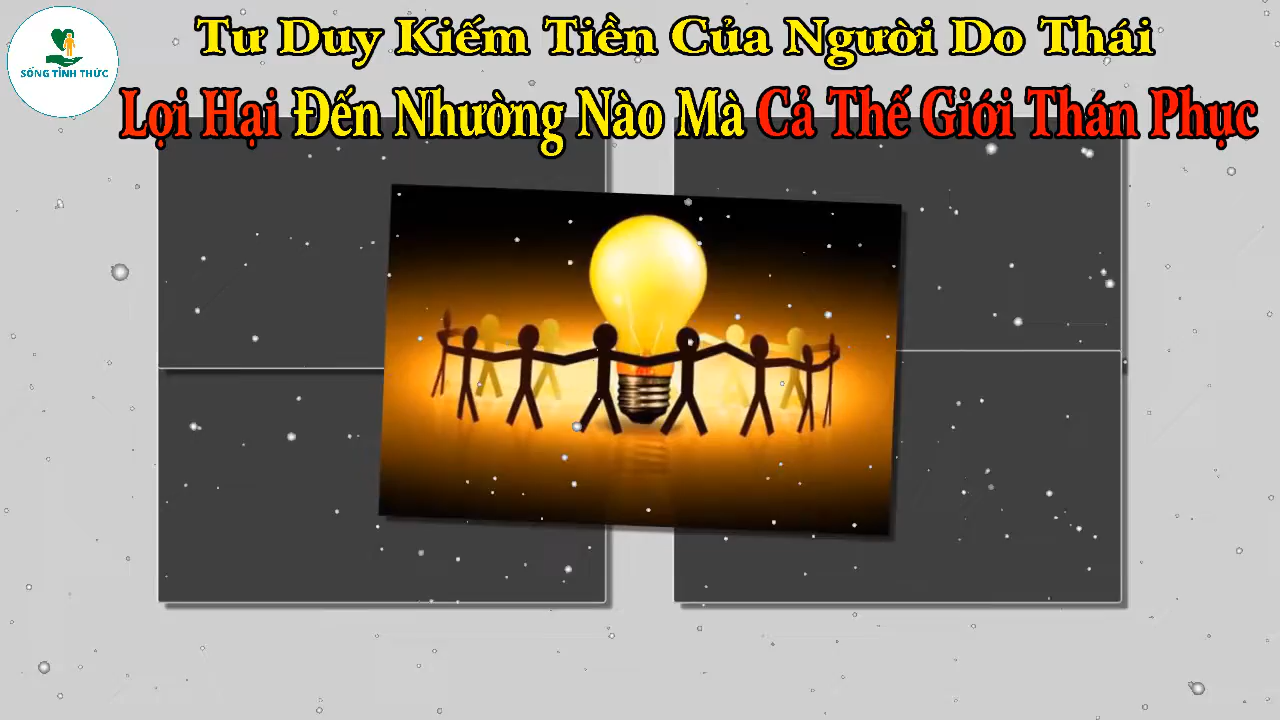 Tư Duy Kiếm Tiền Của Người Do Thái
Lợi Hại Đến Nhường Nào Mà Cả Thế Giới Thán Phục
SỐNG TỈNH THỨC